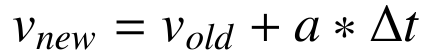 v_new = v_old + a * Δt